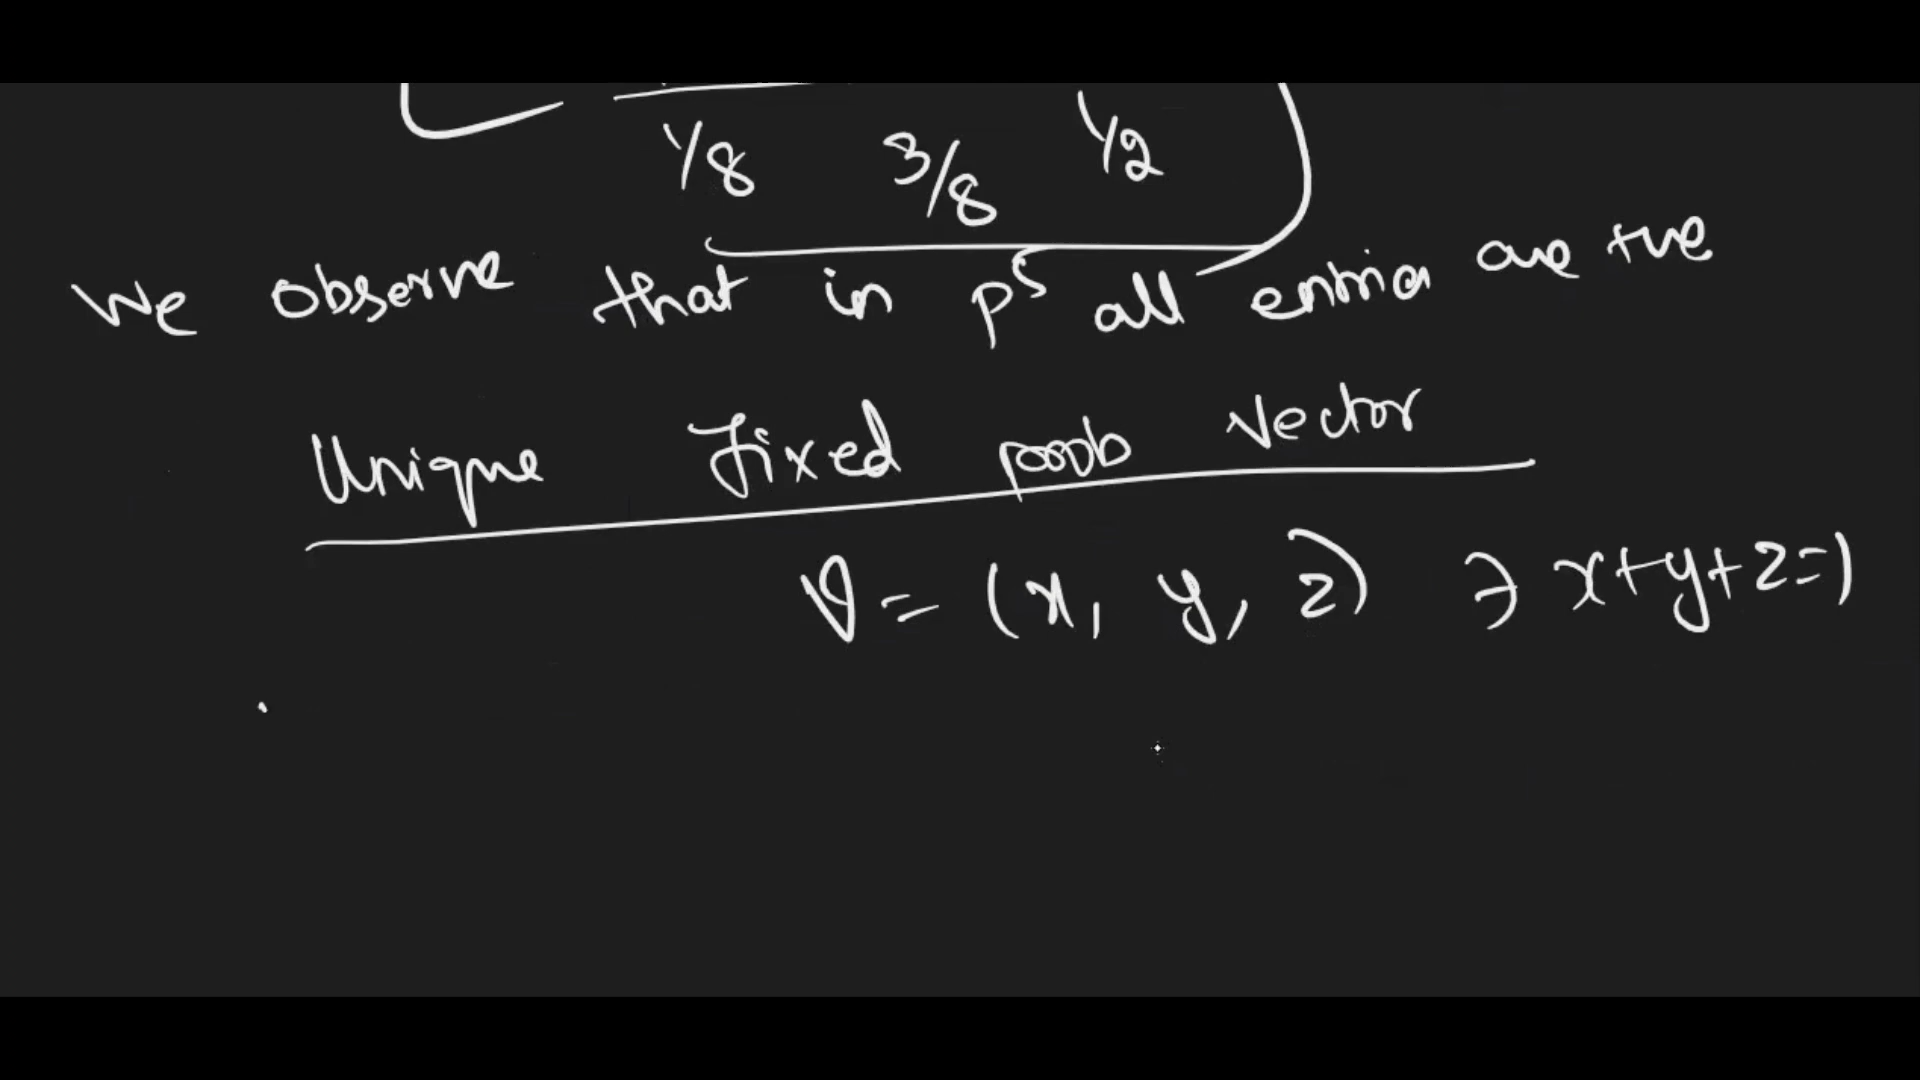 1/8 3/8 1/2
We observe that in p⁵ all entries are +ve
Unique fixed prob vector
v = (x, y, z) ∋ x+y+z=1